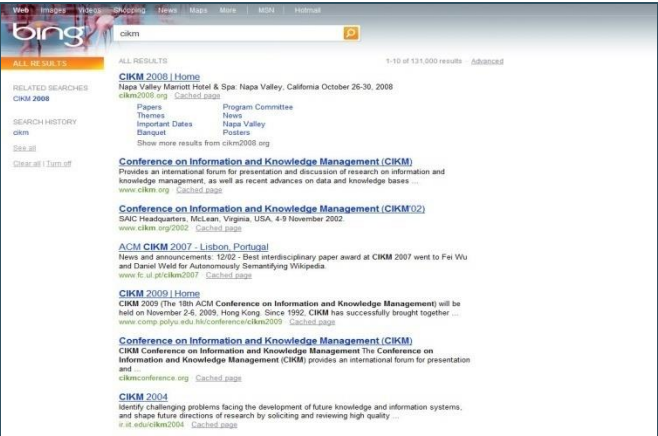 Web Images Videos Shopping News Maps More | MSN | Hotmail
bing
cikm
ALL RESULTS
ALL RESULTS 1-10 of 131,000 results · Advanced
RELATED SEARCHES
CIKM 2008
SEARCH HISTORY
cikm
See all
Clear all | Turn off
CIKM 2008 | Home
Napa Valley Marriott Hotel & Spa: Napa Valley, California October 26-30, 2008
cikm2008.org · Cached page
Papers Program Committee
Themes News
Important Dates Napa Valley
Banquet Posters
Show more results from cikm2008.org
Conference on Information and Knowledge Management (CIKM)
Provides an international forum for presentation and discussion of research on information and
knowledge management, as well as recent advances on data and knowledge bases ...
www.cikm.org · Cached page
Conference on Information and Knowledge Management (CIKM'02)
SAIC Headquarters, McLean, Virginia, USA, 4-9 November 2002.
www.cikm.org/2002 · Cached page
ACM CIKM 2007 - Lisbon, Portugal
News and announcements: 12/02 - Best interdisciplinary paper award at CIKM 2007 went to Fei Wu
and Daniel Weld for Autonomously Semantifying Wikipedia.
www.fc.ul.pt/cikm2007 · Cached page
CIKM 2009 | Home
CIKM 2009 (The 18th ACM Conference on Information and Knowledge Management) will be
held on November 2-6, 2009, Hong Kong. Since 1992, CIKM has successfully brought together ...
www.comp.polyu.edu.hk/conference/cikm2009 · Cached page
Conference on Information and Knowledge Management (CIKM)
CIKM Conference on Information and Knowledge Management The Conference on
Information and Knowledge Management (CIKM) provides an international forum for presentation
and ...
cikmconference.org · Cached page
CIKM 2004
Identify challenging problems facing the development of future knowledge and information systems,
and shape future directions of research by soliciting and reviewing high quality ...
ir.iit.edu/cikm2004 · Cached page